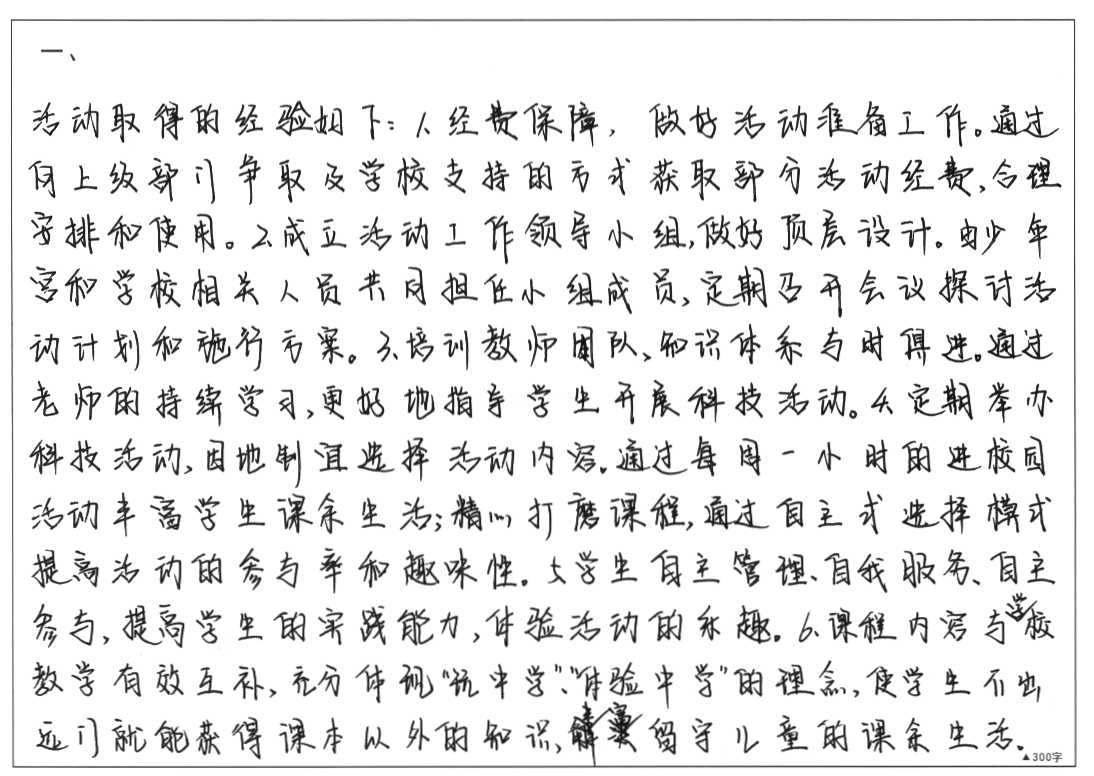 一、
活动取得的经验如下：1、经费保障，做好活动准备工作。通过
向上级部门争取及学校支持的方式获取部分活动经费，合理
安排和使用。2、成立活动工作领导小组，做好顶层设计。由少年
宫和学校相关人员共同担任小组成员，定期召开会议探讨活
动计划和施行方案。3、培训教师团队，知识体系与时俱进。通过
老师的持续学习，更好地指导学生开展科技活动。4、定期举办
科技活动，因地制宜选择活动内容。通过每周一小时的进校园
活动丰富学生课余生活；精心打磨课程，通过自主式选择模式
提高活动的参与率和趣味性。5、学生自主管理、自我服务、自主
参与，提高学生的实践能力，体验活动的乐趣。6、课程内容与学校
教学有效互补，充分体现“玩中学”、“体验中学”的理念，使学生不出
远门就能获得课本以外的知识，丰富留守儿童的课余生活。
▲300字